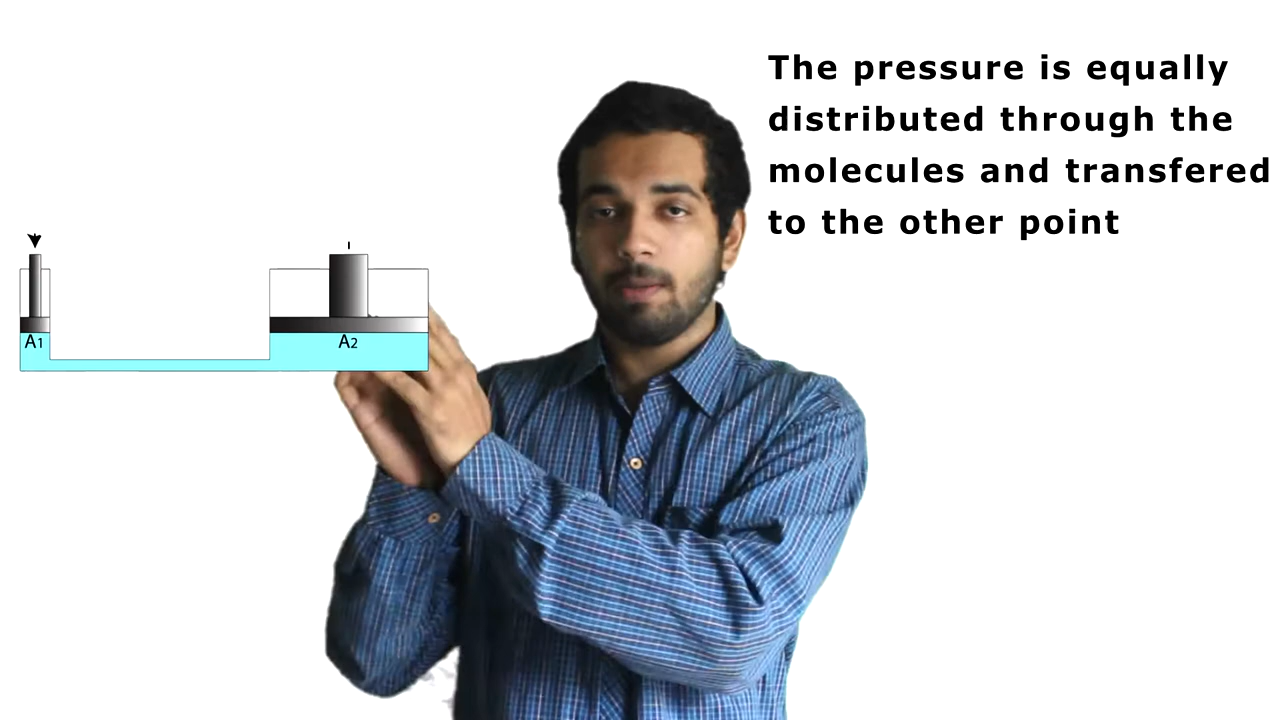 The pressure is equally
distributed through the
molecules and transfered
to the other point
A1
A2